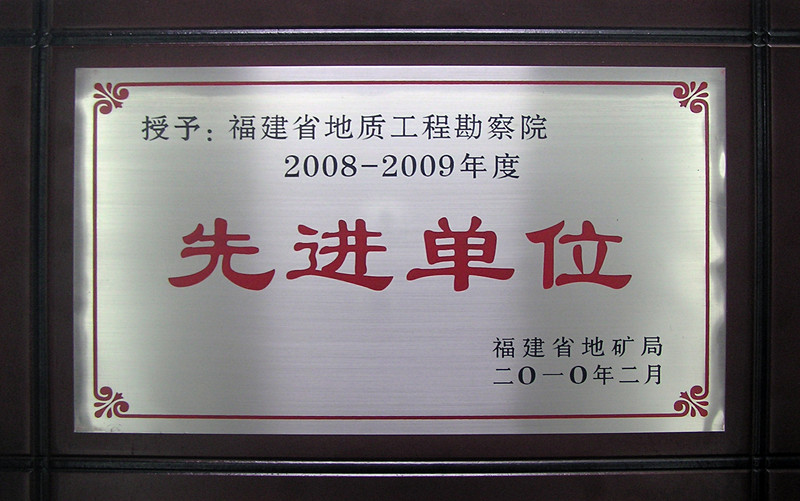 授予：福建省地质工程勘察院
2008-2009年度
先进单位
福建省地矿局
二〇一〇年二月